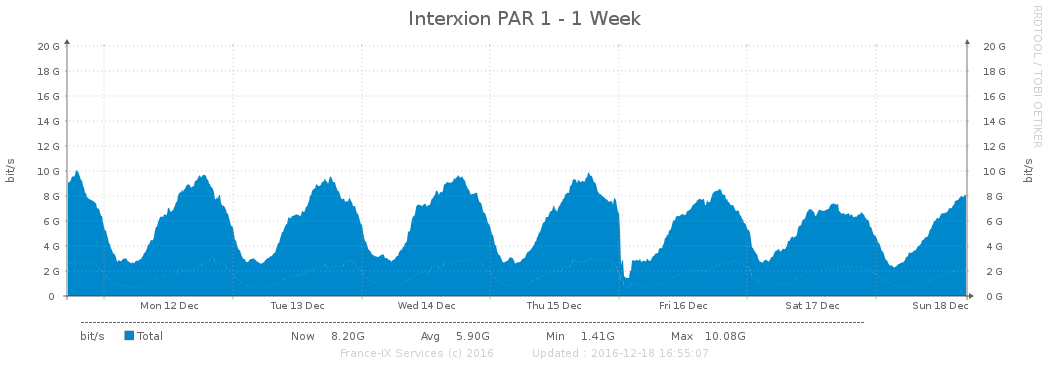 Interxion PAR 1 - 1 Week
RRDTOOL / TOBI OETIKER
bit/s
bit/s
20 G 20 G
18 G 18 G
16 G 16 G
14 G 14 G
12 G 12 G
10 G 10 G
8 G 8 G
6 G 6 G
4 G 4 G
2 G 2 G
0 0 G
Mon 12 Dec Tue 13 Dec Wed 14 Dec Thu 15 Dec Fri 16 Dec Sat 17 Dec Sun 18 Dec
bit/s Total Now 8.20G Avg 5.90G Min 1.41G Max 10.08G
France-IX Services (c) 2016 Updated : 2016-12-18 16:55:07